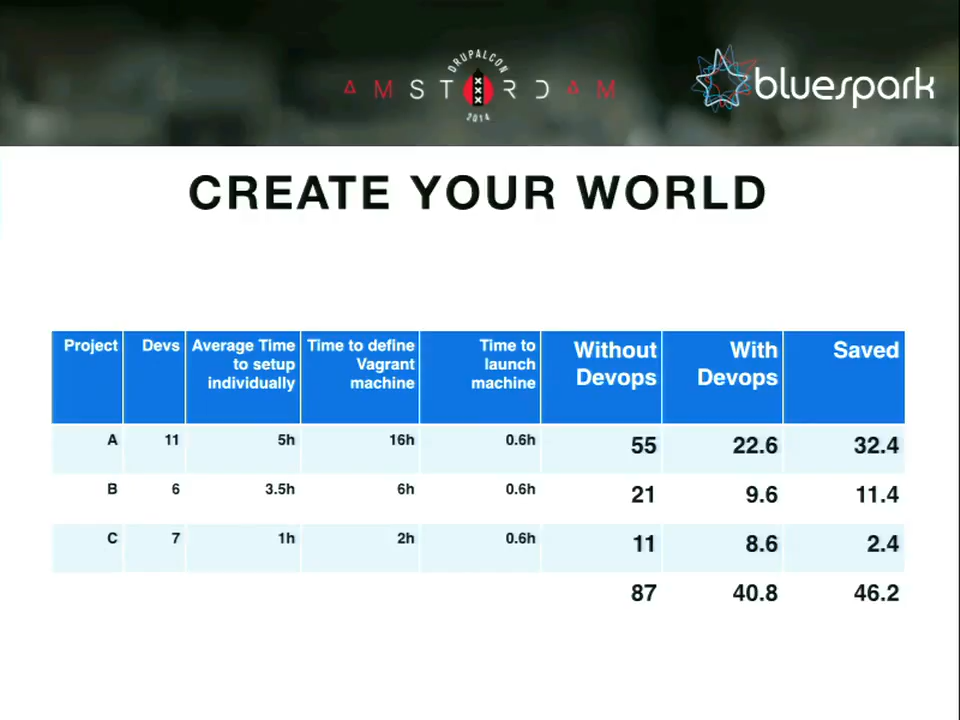 DRUPALCON
AMSTERDAM
2014
bluespark
CREATE YOUR WORLD
Project Devs Average Time to setup individually Time to define Vagrant machine Time to launch machine Without Devops With Devops Saved
A 11 5h 16h 0.6h 55 22.6 32.4
B 6 3.5h 6h 0.6h 21 9.6 11.4
C 7 1h 2h 0.6h 11 8.6 2.4
87 40.8 46.2